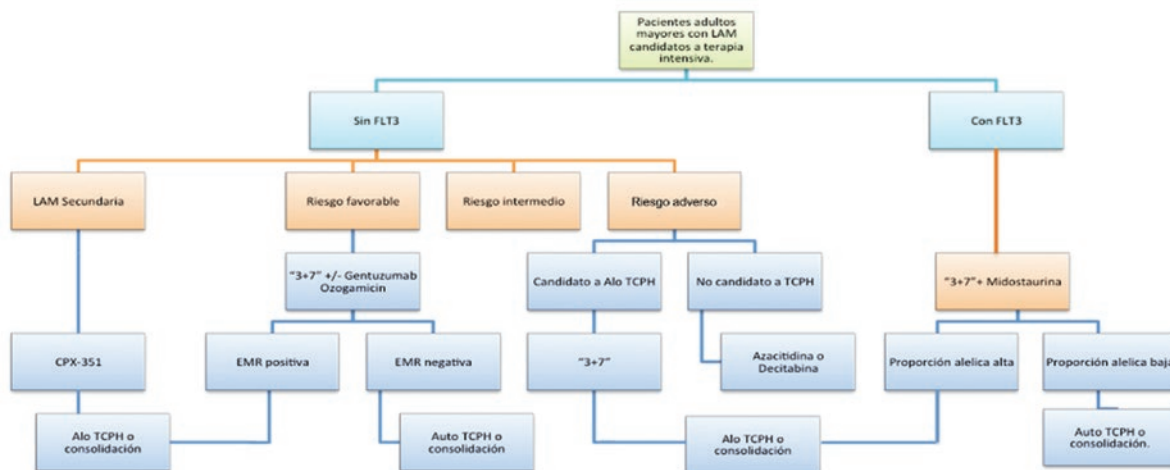 Pacientes adultos
mayores con LAM
candidatos a terapia
intensiva.
Sin FLT3
Con FLT3
LAM Secundaria
Riesgo favorable
Riesgo intermedio
Riesgo adverso
"3+7" +/- Gentuzumab
Ozogamicin
Candidato a Alo TCPH
No candidato a TCPH
"3+7"+ Midostaurina
CPX-351
EMR positiva
EMR negativa
"3+7"
Azacitidina o
Decitabina
Proporción alelica alta
Proporción alelica baja
Alo TCPH o
consolidación
Auto TCPH o
consolidación
Alo TCPH o
consolidación
Auto TCPH o
consolidación.